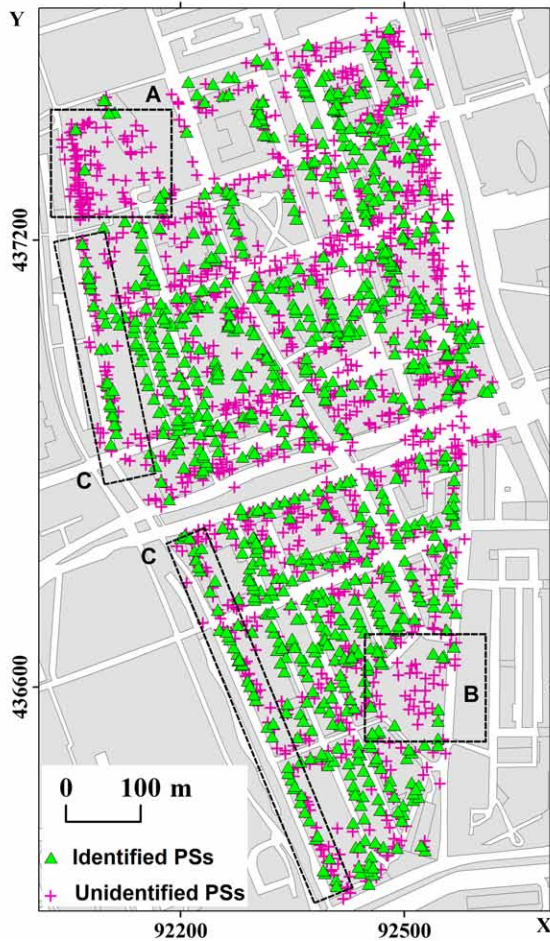 Y
A
437200
C
C
436600
B
0 100 m
Identified PSs
Unidentified PSs
92200 92500 X